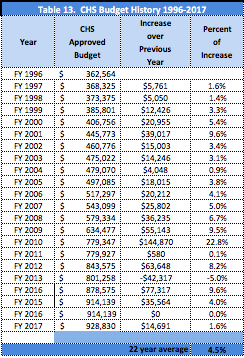 Table 13. CHS Budget History 1996-2017
Year CHS Approved Budget Increase over Previous Year Percent of Increase
FY 1996 $ 362,564
FY 1997 $ 368,325 $5,761 1.6%
FY 1998 $ 373,375 $5,050 1.4%
FY 1999 $ 385,801 $12,426 3.3%
FY 2000 $ 406,756 $20,955 5.4%
FY 2001 $ 445,773 $39,017 9.6%
FY 2002 $ 460,776 $15,003 3.4%
FY 2003 $ 475,022 $14,246 3.1%
FY 2004 $ 479,070 $4,048 0.9%
FY 2005 $ 497,085 $18,015 3.8%
FY 2006 $ 517,297 $20,212 4.1%
FY 2007 $ 543,099 $25,802 5.0%
FY 2008 $ 579,334 $36,235 6.7%
FY 2009 $ 634,477 $55,143 9.5%
FY 2010 $ 779,347 $144,870 22.8%
FY 2011 $ 779,927 $580 0.1%
FY 2012 $ 843,575 $63,648 8.2%
FY 2013 $ 801,258 -$42,317 -5.0%
FY 2016 $ 878,575 $77,317 9.6%
FY 2015 $ 914,139 $35,564 4.0%
FY 2016 $ 914,139 $0 0.0%
FY 2017 $ 928,830 $14,691 1.6%
22 year average 4.5%